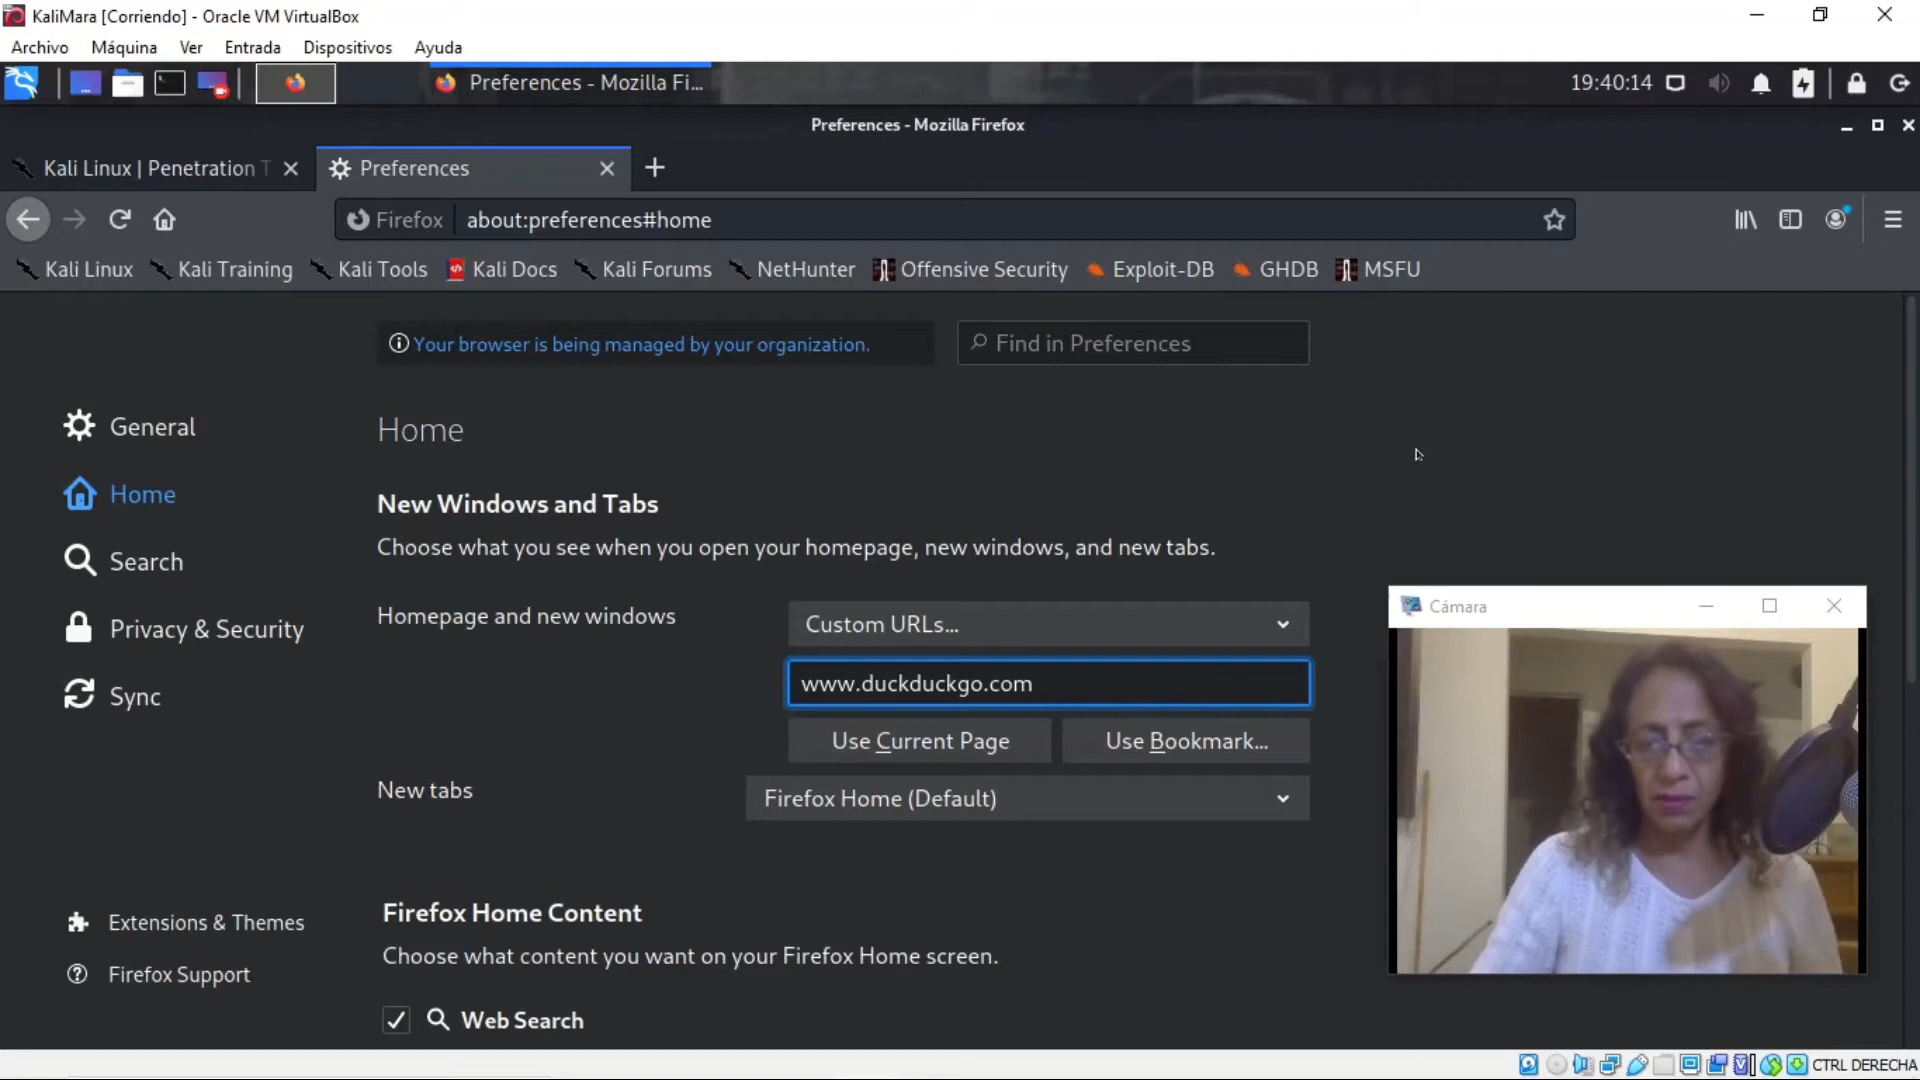 KaliMara [Corriendo] - Oracle VM VirtualBox
Archivo Máquina Ver Entrada Dispositivos Ayuda
Preferences - Mozilla Fi...
19:40:14
Preferences - Mozilla Firefox
Kali Linux | Penetration T
Preferences
Firefox about:preferences#home
Kali Linux Kali Training Kali Tools Kali Docs Kali Forums NetHunter Offensive Security Exploit-DB GHDB MSFU
Your browser is being managed by your organization.
Find in Preferences
General
Home
Search
Privacy & Security
Sync
Extensions & Themes
Firefox Support
Home
New Windows and Tabs
Choose what you see when you open your homepage, new windows, and new tabs.
Homepage and new windows
Custom URLs...
www.duckduckgo.com
Use Current Page
Use Bookmark...
New tabs
Firefox Home (Default)
Firefox Home Content
Choose what content you want on your Firefox Home screen.
Web Search
Cámara
CTRL DERECHA